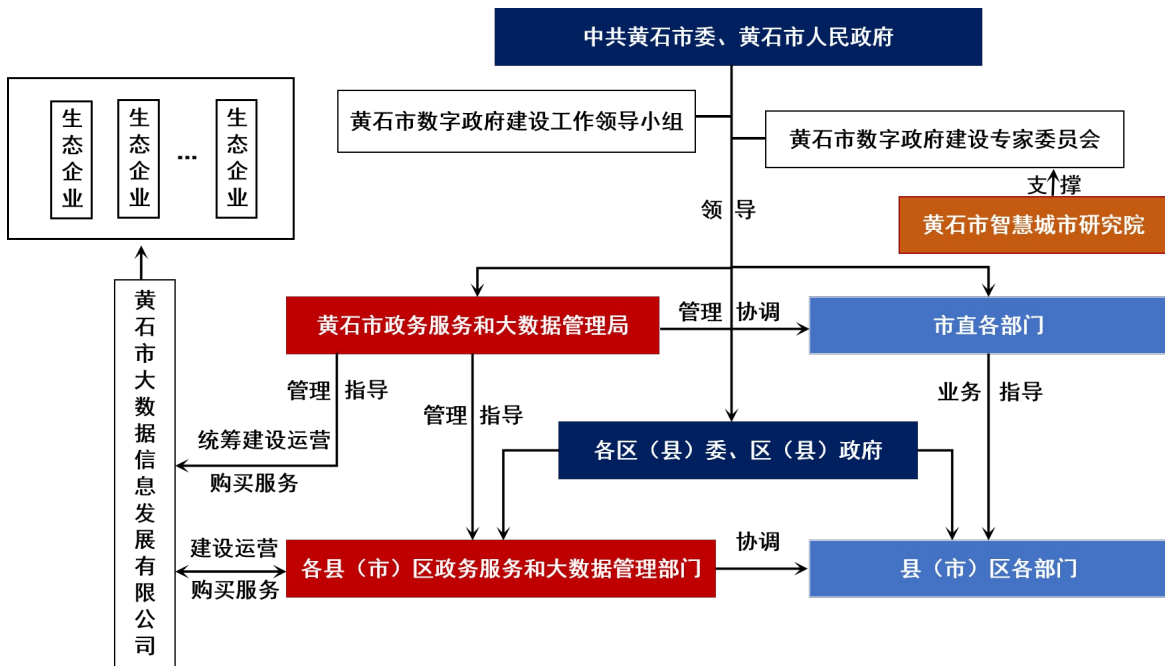 中共黄石市委、黄石市人民政府
生态企业
生态企业
...
生态企业
黄石市数字政府建设工作领导小组
黄石市数字政府建设专家委员会
支撑
黄石市智慧城市研究院
领导
黄石市大数据信息发展有限公司
黄石市政务服务和大数据管理局
管理 协调
市直各部门
管理 指导
管理 指导
业务 指导
统筹建设运营
购买服务
各区（县）委、区（县）政府
建设运营
购买服务
各县（市）区政务服务和大数据管理部门
协调
县（市）区各部门